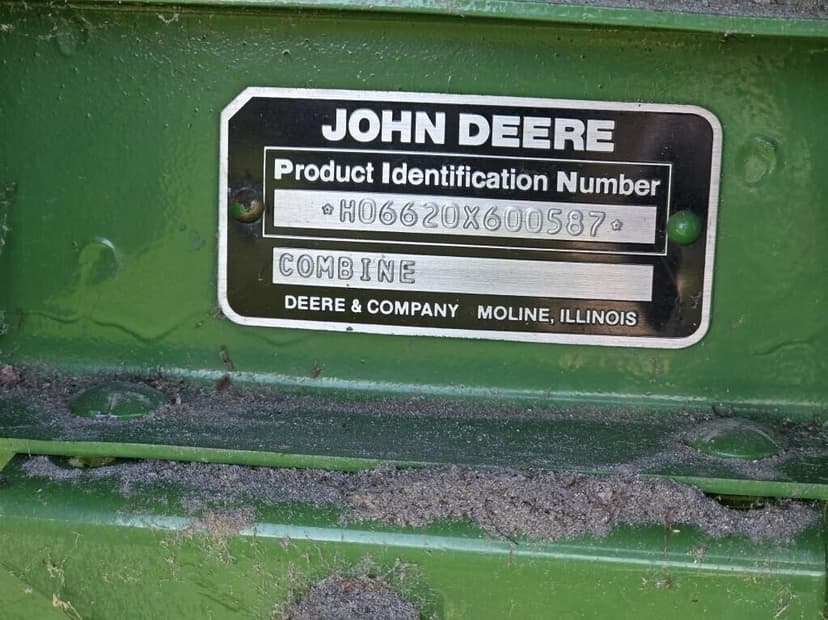 JOHN DEERE
Product Identification Number
*H06620X600587*
COMBINE
DEERE & COMPANY MOLINE, ILLINOIS